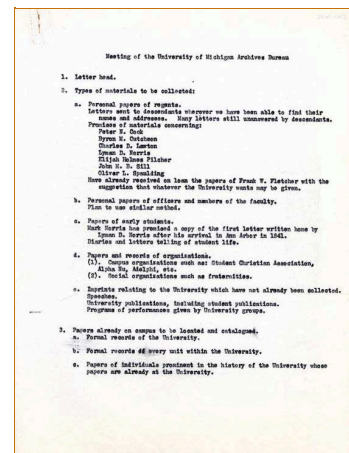 Meeting of the University of Michigan Archives Bureau
1. Letter head.
2. Types of materials to be collected:
a. Personal papers of regents.
Letters sent to descendants wherever we have been able to find their
names and addresses. Many letters still unanswered by descendants.
Promises of materials concerning:
Peter N. Cook
Byron M. Cutcheon
Charles D. Lawton
Lyman D. Norris
Elijah Holmes Pilcher
John M. B. Sill
Oliver L. Spaulding
Have already received on loan the papers of Frank W. Fletcher with the
suggestion that whatever the University wants may be given.
b. Personal papers of officers and members of the faculty.
Plan to use similar method.
c. Papers of early students.
Mark Norris has promised a copy of the first letter written home by
Lyman D. Norris after his arrival in Ann Arbor in 1841.
Diaries and letters telling of student life.
d. Papers and records of organizations.
(1). Campus organizations such as: Student Christian Association,
Alpha Nu, Adelphi, etc.
(2). Social organizations such as fraternities.
e. Imprints relating to the University which have not already been collected.
Speeches.
University publications, including student publications.
Programs of performances given by University groups.
3. Papers already on campus to be located and catalogued.
a. Formal records of the University.
b. Formal records of every unit within the University.
c. Papers of individuals prominent in the history of the University whose
papers are already at the University.